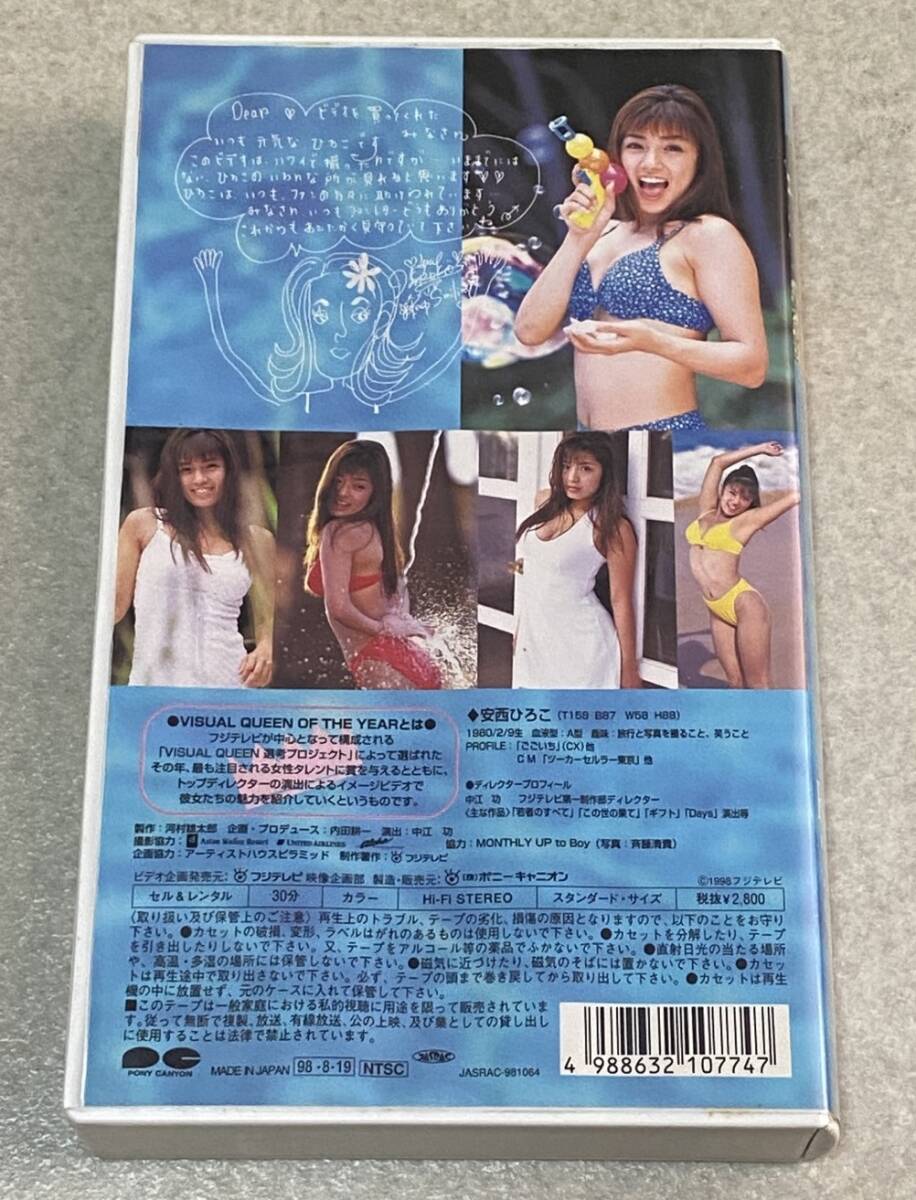 Dear ♡ ビデオを買ってくれた
みなさん
いつも元気なひろこです
このビデオは、ハワイで撮ったのですが…いままでには
ない、ひろこのいろんな所が見れると思います♡♡
ひろこは、いつも、ファンの方々に助けられています
みなさん いつも
どうもありがとう
これからもあたたかく見守っていて下さいね
●VISUAL QUEEN OF THE YEARとは●
フジテレビが中心となって構成される
「VISUAL QUEEN 選考プロジェクト」によって選ばれた
その年、最も注目される女性タレントに賞を与えるとともに、
トップディレクターの演出によるイメージビデオで
彼女たちの魅力を紹介していくというものです。
◆安西ひろこ (T159 B87 W58 H88)
1980/2/9生 血液型:A型 趣味:旅行と写真を撮ること、笑うこと
PROFILE:「ごごいち」(CX)他
CM「ツーカーセルラー東京」他
●ディレクタープロフィール
中江 功 フジテレビ第一制作部ディレクター
〈主な作品〉「若者のすべて」「この世の果て」「ギフト」「Days」演出等
製作:河村雄太郎 企画・プロデュース:内田耕一 演出:中江 功
撮影協力: Aston Wailea Resort UNITED AIRLINES 協力:MONTHLY UP to Boy(写真:斉藤清貴)
企画協力:アーティストハウスピラミッド 制作著作: フジテレビ
ビデオ企画発売元: フジテレビ映像企画部 製造・販売元: (株)ポニーキャニオン
©1998フジテレビ
セル&レンタル 30分 カラー Hi-Fi STEREO スタンダード・サイズ 税抜¥2,800
〈取り扱い及び保管上のご注意〉再生上のトラブル、テープの劣化、損傷の原因となりますので、以下のことをお守り
下さい。●カセットの破損、変形、ラベルはがれのあるものは使用しないで下さい。●カセットを分解したり、テープ
を引き出したりしないで下さい。又、テープをアルコール等の薬品でふかないで下さい。●直射日光の当たる場所
や、高温・多湿の場所には保管しないで下さい。●磁気に近づけたり、磁気のそばには置かないで下さい。●カセッ
トは再生途中で取り出さないで下さい。必ず、テープの頭まで巻き戻してから取り出して下さい。●カセットは再生
機の中に放置せず、元のケースに入れて保管して下さい。
■このテープは一般家庭における私的視聴に用途を限って販売されていま
す。従って無断で複製、放送、有線放送、公の上映、及び業としての貸し出し
に使用することは法律で禁止されています。
PONY CANYON MADE IN JAPAN 98・8・19 NTSC JASRAC
JASRAC-981064
4 988632 107747